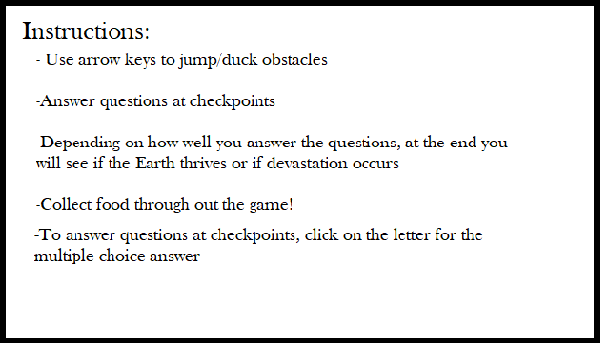 Instructions:
- Use arrow keys to jump/duck obstacles
-Answer questions at checkpoints
Depending on how well you answer the questions, at the end you
will see if the Earth thrives or if devastation occurs
-Collect food through out the game!
-To answer questions at checkpoints, click on the letter for the
multiple choice answer